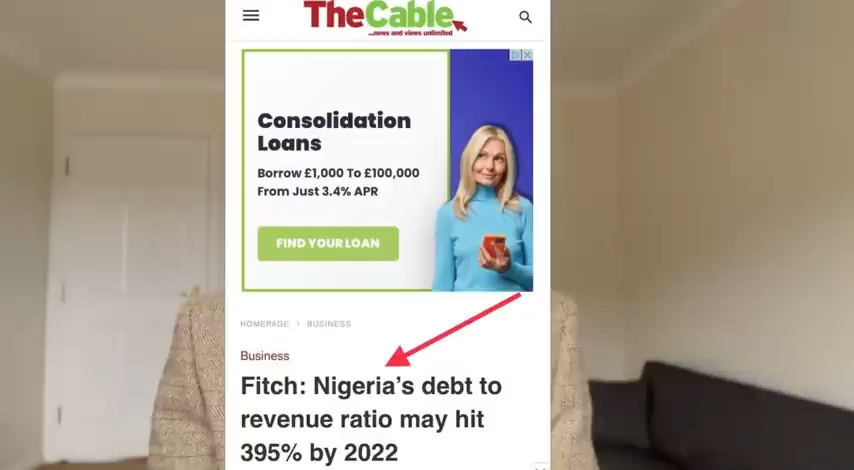 TheCable
...news and views unlimited
Consolidation
Loans
Borrow £1,000 To £100,000
From Just 3.4% APR
FIND YOUR LOAN
HOMEPAGE > BUSINESS
Business
Fitch: Nigeria's debt to
revenue ratio may hit
395% by 2022